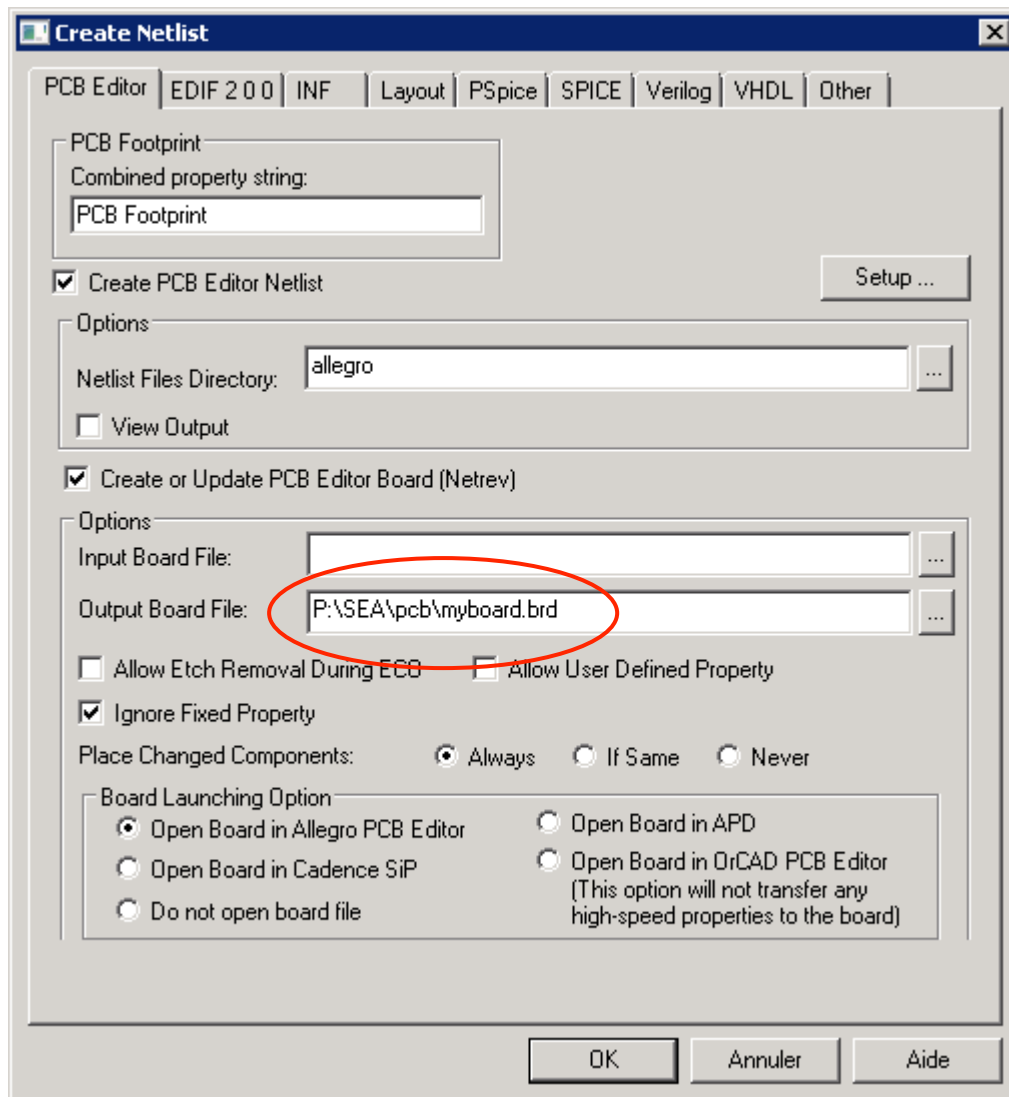 Create Netlist
PCB Editor EDIF 2 0 0 INF Layout PSpice SPICE Verilog VHDL Other
PCB Footprint
Combined property string:
PCB Footprint
Create PCB Editor Netlist
Setup ...
Options
Netlist Files Directory: allegro ...
View Output
Create or Update PCB Editor Board (Netrev)
Options
Input Board File: ...
Output Board File: P:\SEA\pcb\myboard.brd ...
Allow Etch Removal During ECO Allow User Defined Property
Ignore Fixed Property
Place Changed Components: Always If Same Never
Board Launching Option
Open Board in Allegro PCB Editor
Open Board in Cadence SiP
Do not open board file
Open Board in APD
Open Board in OrCAD PCB Editor
(This option will not transfer any
high-speed properties to the board)
OK Annuler Aide